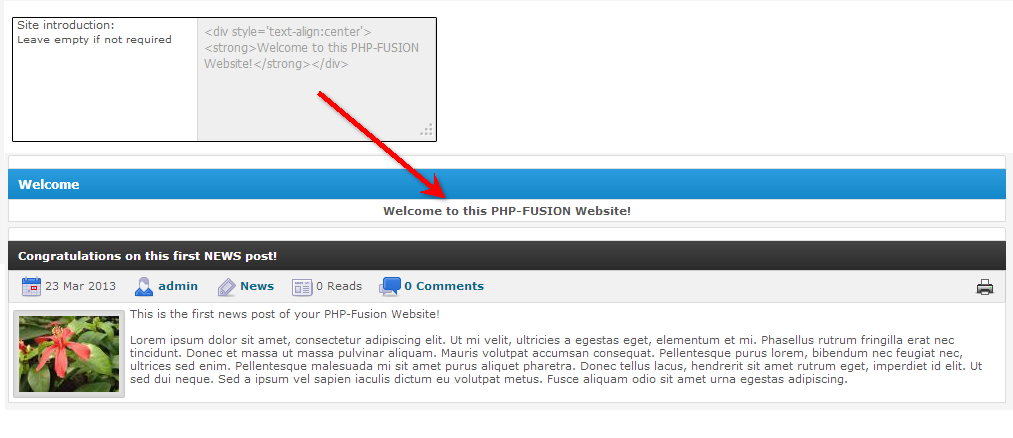 Site introduction:
Leave empty if not required
<div style='text-align:center'>
<strong>Welcome to this PHP-FUSION
Website!</strong></div>
Welcome
Welcome to this PHP-FUSION Website!
Congratulations on this first NEWS post!
23 Mar 2013 admin News 0 Reads 0 Comments
This is the first news post of your PHP-Fusion Website!
Lorem ipsum dolor sit amet, consectetur adipiscing elit. Ut mi velit, ultricies a egestas eget, elementum et mi. Phasellus rutrum fringilla erat nec
tincidunt. Donec et massa ut massa pulvinar aliquam. Mauris volutpat accumsan consequat. Pellentesque purus lorem, bibendum nec feugiat nec,
ultrices sed enim. Pellentesque malesuada mi sit amet purus aliquet pharetra. Donec tellus lacus, hendrerit sit amet rutrum eget, imperdiet id elit. Ut
sed dui neque. Sed a ipsum vel sapien iaculis dictum eu volutpat metus. Fusce aliquam odio sit amet urna egestas adipiscing.